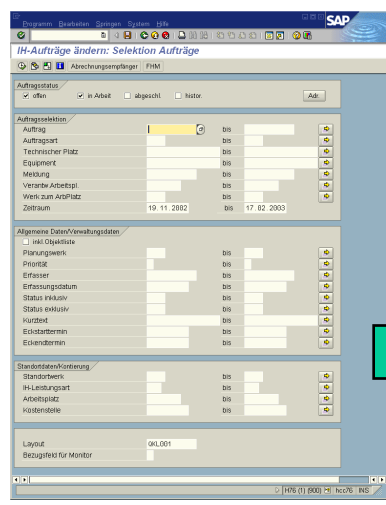 Programm Bearbeiten Springen System Hilfe
SAP
IH-Aufträge ändern: Selektion Aufträge
Abrechnungsempfänger FHM
Auftragsstatus
offen in Arbeit abgeschl. histor. Adr.
Auftragsselektion
Auftrag bis
Auftragsart bis
Technischer Platz bis
Equipment bis
Meldung bis
Verantw.Arbeitspl. bis
Werk zum ArbPlatz bis
Zeitraum 19.11.2002 bis 17.02.2003
Allgemeine Daten/Verwaltungsdaten
inkl.Objektliste
Planungswerk bis
Priorität bis
Erfasser bis
Erfassungsdatum bis
Status inklusiv bis
Status exklusiv bis
Kurztext bis
Eckstarttermin bis
Eckendtermin bis
Standortdaten/Kontierung
Standortwerk bis
IH-Leistungsart bis
Arbeitsplatz bis
Kostenstelle bis
Layout 0KL001
Bezugsfeld für Monitor
H76 (1) (900) hcc76 INS